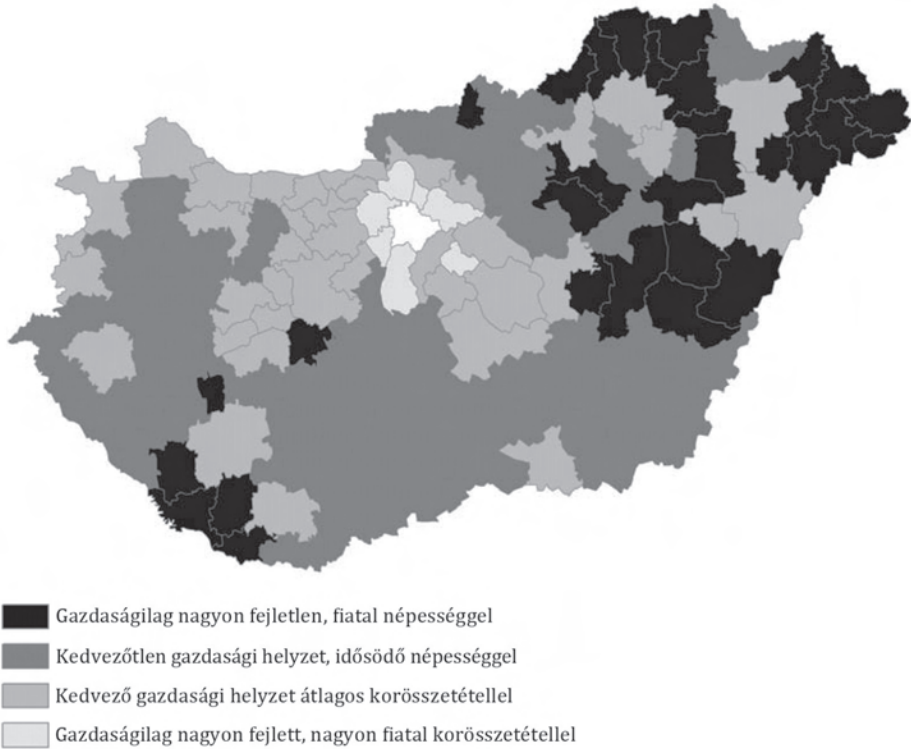 Gazdaságilag nagyon fejletlen, fiatal népességgel
Kedvezőtlen gazdasági helyzet, idősödő népességgel
Kedvező gazdasági helyzet átlagos korösszetétellel
Gazdaságilag nagyon fejlett, nagyon fiatal korösszetétellel